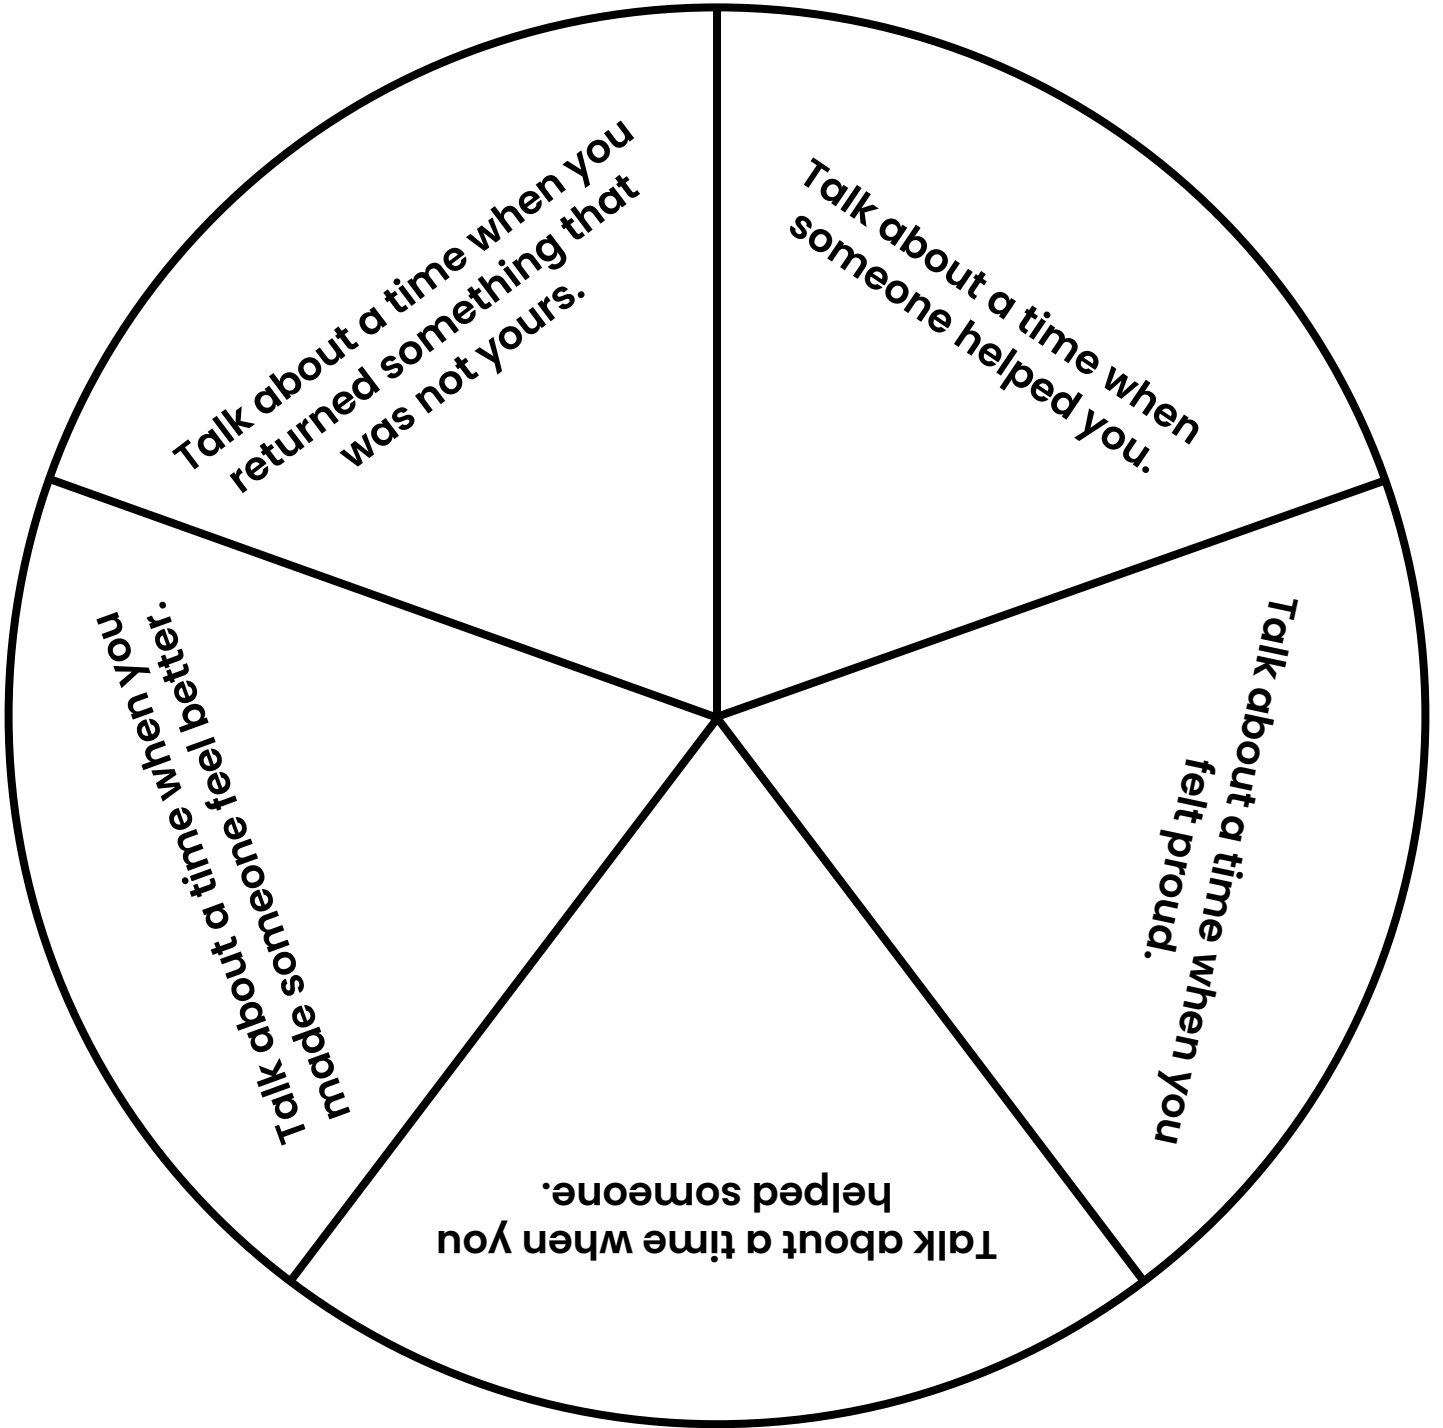 Talk about a time when
someone helped you.
Talk about a time when you
felt proud.
Talk about a time when you
helped someone.
Talk about a time when you
made someone feel better.
Talk about a time when you
returned something that
was not yours.